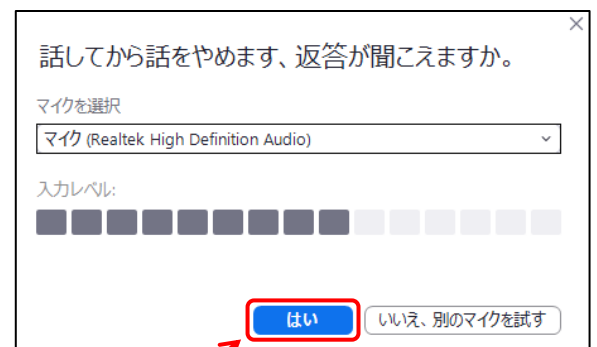 話してから話をやめます、返答が聞こえますか。
マイクを選択
マイク (Realtek High Definition Audio)
入力レベル:
はい
いいえ、別のマイクを試す